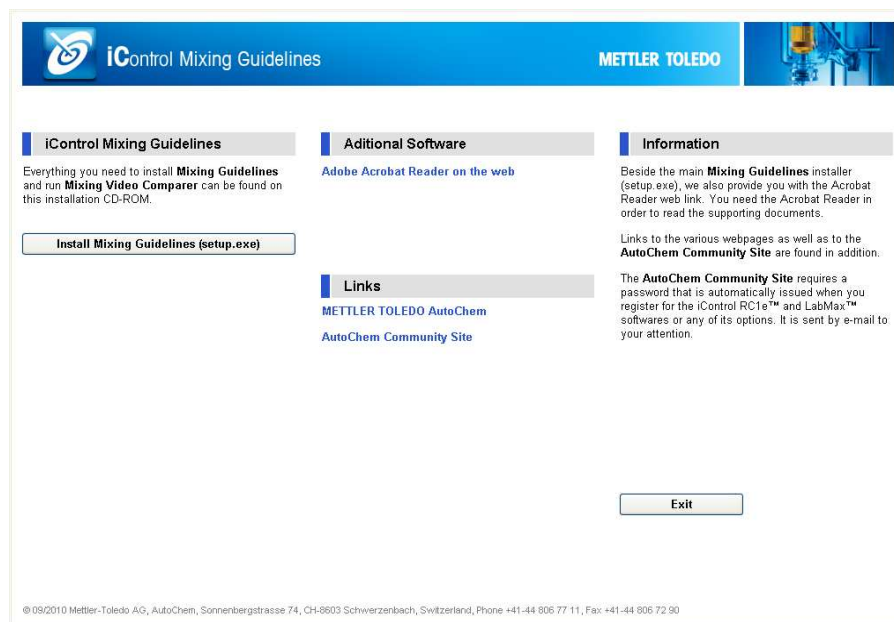 iControl Mixing Guidelines
METTLER TOLEDO
iControl Mixing Guidelines
Everything you need to install Mixing Guidelines
and run Mixing Video Comparer can be found on
this installation CD-ROM.
Install Mixing Guidelines (setup.exe)
Aditional Software
Adobe Acrobat Reader on the web
Links
METTLER TOLEDO AutoChem
AutoChem Community Site
Information
Beside the main Mixing Guidelines installer
(setup.exe), we also provide you with the Acrobat
Reader web link. You need the Acrobat Reader in
order to read the supporting documents.
Links to the various webpages as well as to the
AutoChem Community Site are found in addition.
The AutoChem Community Site requires a
password that is automatically issued when you
register for the iControl RC1e™ and LabMax™
softwares or any of its options. It is sent by e-mail to
your attention.
Exit
© 09/2010 Mettler-Toledo AG, AutoChem, Sonnenbergstrasse 74, CH-8603 Schwerzenbach, Switzerland, Phone +41-44 806 77 11, Fax +41-44 806 72 90